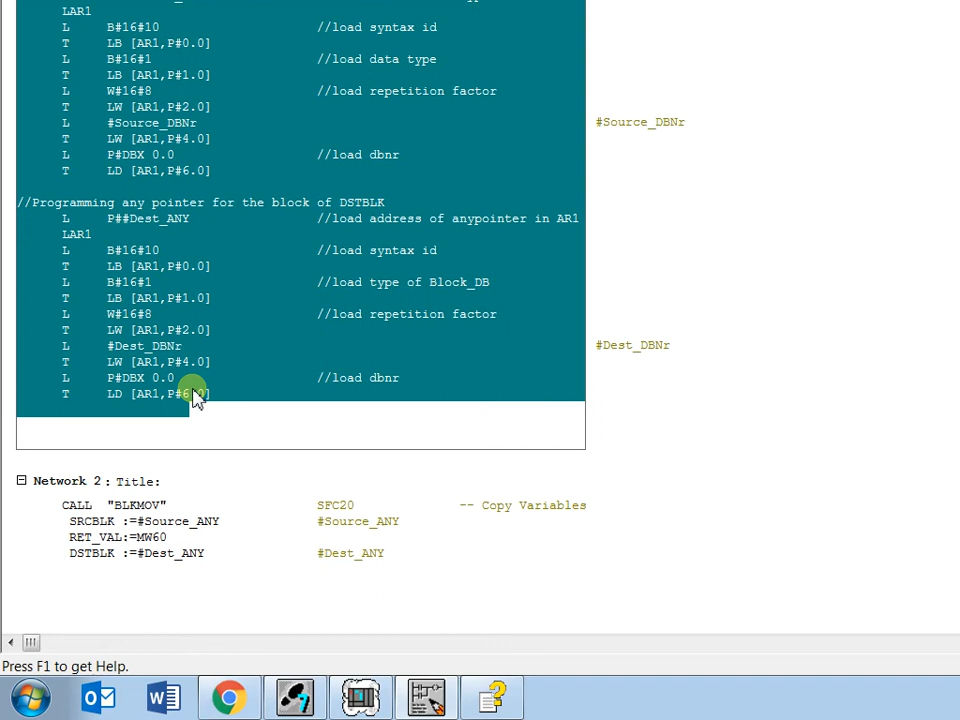 LAR1
L B#16#10 //load syntax id
T LB [AR1,P#0.0]
L B#16#1 //load data type
T LB [AR1,P#1.0]
L W#16#8 //load repetition factor
T LW [AR1,P#2.0]
L #Source_DBNr #Source_DBNr
T LW [AR1,P#4.0]
L P#DBX 0.0 //load dbnr
T LD [AR1,P#6.0]
//Programming any pointer for the block of DSTBLK
L P##Dest_ANY //load address of anypointer in AR1
LAR1
L B#16#10 //load syntax id
T LB [AR1,P#0.0]
L B#16#1 //load type of Block_DB
T LB [AR1,P#1.0]
L W#16#8 //load repetition factor
T LW [AR1,P#2.0]
L #Dest_DBNr #Dest_DBNr
T LW [AR1,P#4.0]
L P#DBX 0.0 //load dbnr
T LD [AR1,P#6.0]
Network 2 : Title:
CALL "BLKMOV" SFC20 -- Copy Variables
SRCBLK :=#Source_ANY #Source_ANY
RET_VAL:=MW60
DSTBLK :=#Dest_ANY #Dest_ANY
Press F1 to get Help.